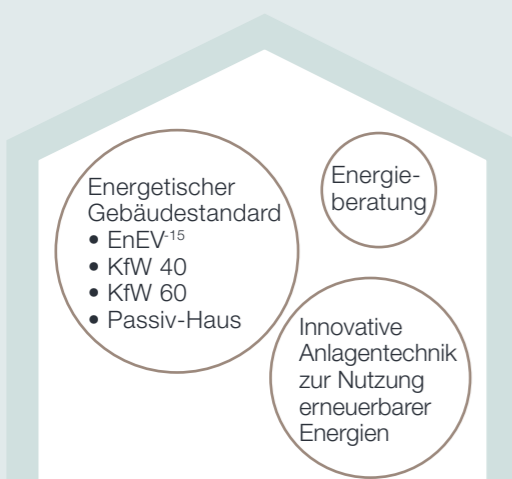 Energetischer
Gebäudestandard
• EnEV-15
• KfW 40
• KfW 60
• Passiv-Haus
Energie-
beratung
Innovative
Anlagentechnik
zur Nutzung
erneuerbarer
Energien